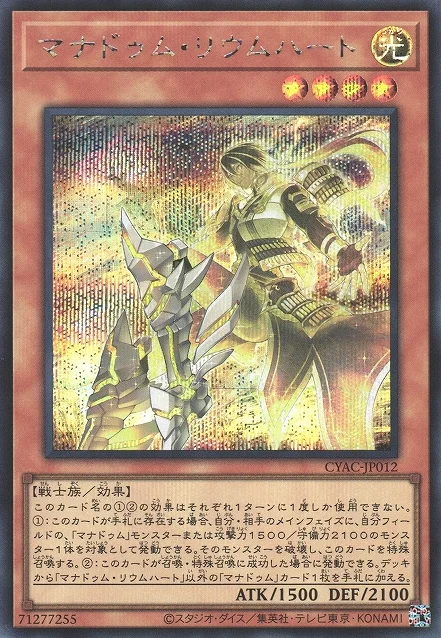 マナドゥム・リウムハート
光
CYAC-JP012
【戦士族/効果】
このカード名の①②の効果はそれぞれ1ターンに1度しか使用できない。
①:このカードが手札に存在する場合、自分・相手のメインフェイズに、自分フィー
ルドの、「マナドゥム」モンスターまたは攻撃力1500/守備力2100のモンス
ター1体を対象として発動できる。そのモンスターを破壊し、このカードを特殊
召喚する。②:このカードが召喚・特殊召喚に成功した場合に発動できる。デッキ
から「マナドゥム・リウムハート」以外の「マナドゥム」カード1枚を手札に加える。
ATK/1500 DEF/2100
71277255
©スタジオ・ダイス/集英社・テレビ東京・KONAMI